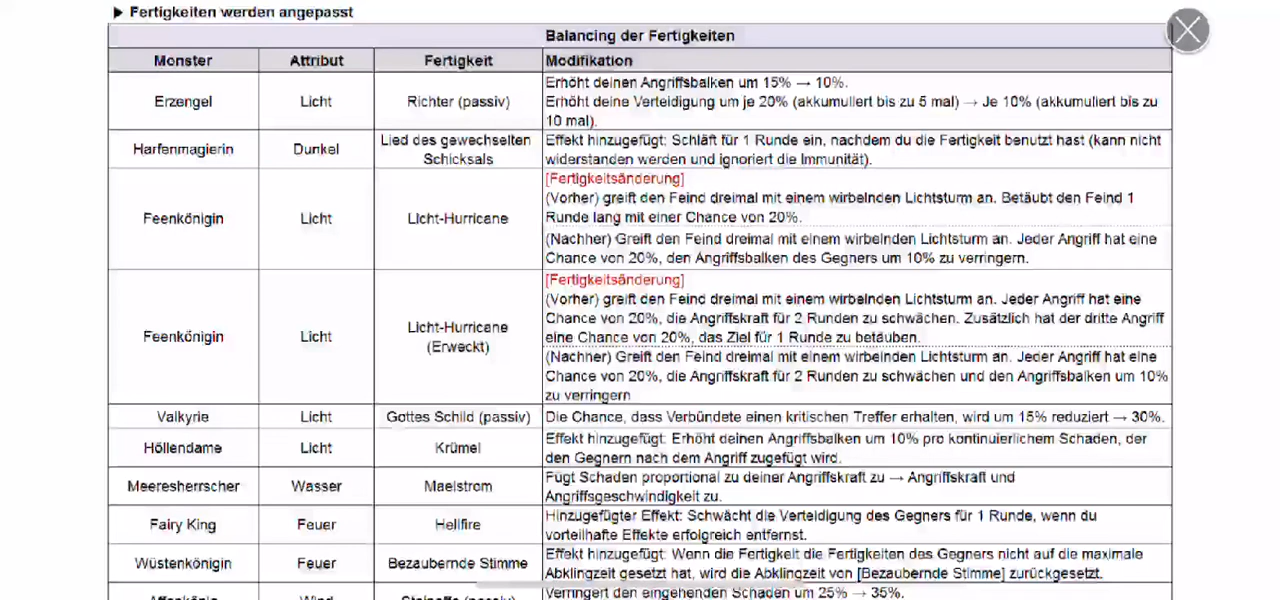 ▶ Fertigkeiten werden angepasst
Balancing der Fertigkeiten
Monster Attribut Fertigkeit Modifikation
Erzengel Licht Richter (passiv)
Erhöht deinen Angriffsbalken um 15% → 10%.
Erhöht deine Verteidigung um je 20% (akkumuliert bis zu 5 mal) → Je 10% (akkumuliert bis zu
10 mal).
Harfenmagierin Dunkel
Lied des gewechselten
Schicksals
Effekt hinzugefügt: Schläft für 1 Runde ein, nachdem du die Fertigkeit benutzt hast (kann nicht
widerstanden werden und ignoriert die Immunität).
Feenkönigin Licht Licht-Hurricane
[Fertigkeitsänderung]
(Vorher) greift den Feind dreimal mit einem wirbelnden Lichtsturm an. Betäubt den Feind 1
Runde lang mit einer Chance von 20%.
(Nachher) Greift den Feind dreimal mit einem wirbelnden Lichtsturm an. Jeder Angriff hat eine
Chance von 20%, den Angriffsbalken des Gegners um 10% zu verringern.
Feenkönigin Licht
Licht-Hurricane
(Erweckt)
[Fertigkeitsänderung]
(Vorher) greift den Feind dreimal mit einem wirbelnden Lichtsturm an. Jeder Angriff hat eine
Chance von 20%, die Angriffskraft für 2 Runden zu schwächen. Zusätzlich hat der dritte Angriff
eine Chance von 20%, das Ziel für 1 Runde zu betäuben.
(Nachher) Greift den Feind dreimal mit einem wirbelnden Lichtsturm an. Jeder Angriff hat eine
Chance von 20%, die Angriffskraft für 2 Runden zu schwächen und den Angriffsbalken um 10%
zu verringern
Valkyrie Licht Gottes Schild (passiv)
Die Chance, dass Verbündete einen kritischen Treffer erhalten, wird um 15% reduziert → 30%.
Höllendame Licht Krümel
Effekt hinzugefügt: Erhöht deinen Angriffsbalken um 10% pro kontinuierlichem Schaden, der
den Gegnern nach dem Angriff zugefügt wird.
Meeresherrscher Wasser Maelstrom
Fügt Schaden proportional zu deiner Angriffskraft zu → Angriffskraft und
Angriffsgeschwindigkeit zu.
Fairy King Feuer Hellfire
Hinzugefügter Effekt: Schwächt die Verteidigung des Gegners für 1 Runde, wenn du
vorteilhafte Effekte erfolgreich entfernst.
Wüstenkönigin Feuer Bezaubernde Stimme
Effekt hinzugefügt: Wenn die Fertigkeit die Fertigkeiten des Gegners nicht auf die maximale
Abklingzeit gesetzt hat, wird die Abklingzeit von [Bezaubernde Stimme] zurückgesetzt.
Wind (passiv)
Verringert den eingehenden Schaden um 25% → 35%.